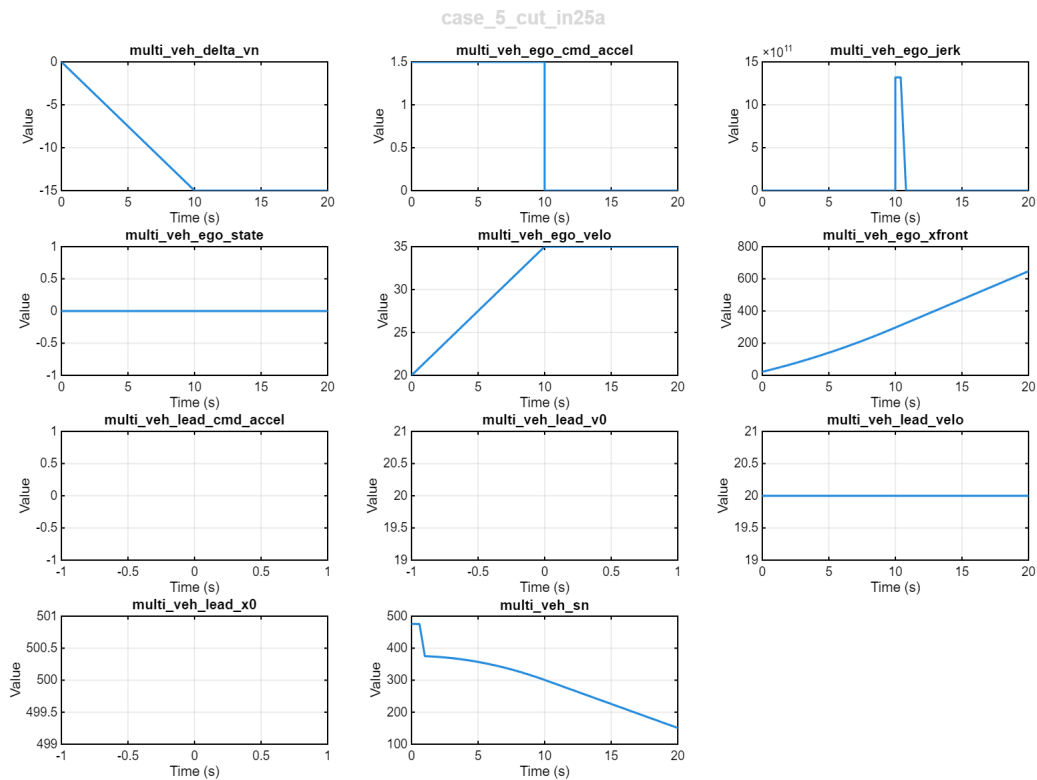 case_5_cut_in25a
multi_veh_delta_vn
0
-5
-10
-15
Value
0 5 10 15 20
Time (s)
multi_veh_ego_cmd_accel
1.5
1
0.5
0
Value
0 5 10 15 20
Time (s)
×10¹¹
multi_veh_ego_jerk
15
10
5
0
Value
0 5 10 15 20
Time (s)
multi_veh_ego_state
1
0.5
0
-0.5
-1
Value
0 5 10 15 20
Time (s)
multi_veh_ego_velo
35
30
25
20
Value
0 5 10 15 20
Time (s)
multi_veh_ego_xfront
800
600
400
200
0
Value
0 5 10 15 20
Time (s)
multi_veh_lead_cmd_accel
1
0.5
0
-0.5
-1
Value
-1 -0.5 0 0.5 1
Time (s)
multi_veh_lead_v0
21
20.5
20
19.5
19
Value
-1 -0.5 0 0.5 1
Time (s)
multi_veh_lead_velo
21
20.5
20
19.5
19
Value
0 5 10 15 20
Time (s)
multi_veh_lead_x0
501
500.5
500
499.5
499
Value
-1 -0.5 0 0.5 1
Time (s)
multi_veh_sn
500
400
300
200
100
Value
0 5 10 15 20
Time (s)